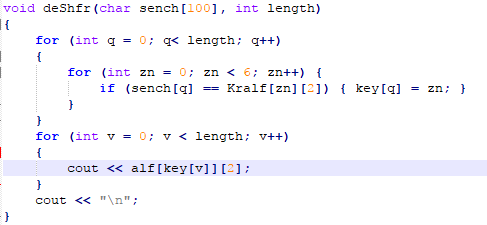 void deShfr(char sench[100], int length)
{
for (int q = 0; q< length; q++)
{
for (int zn = 0; zn < 6; zn++) {
if (sench[q] == Kralf[zn][2]) { key[q] = zn; }
}
}
for (int v = 0; v < length; v++)
{
cout << alf[key[v]][2];
}
cout << "\n";
}